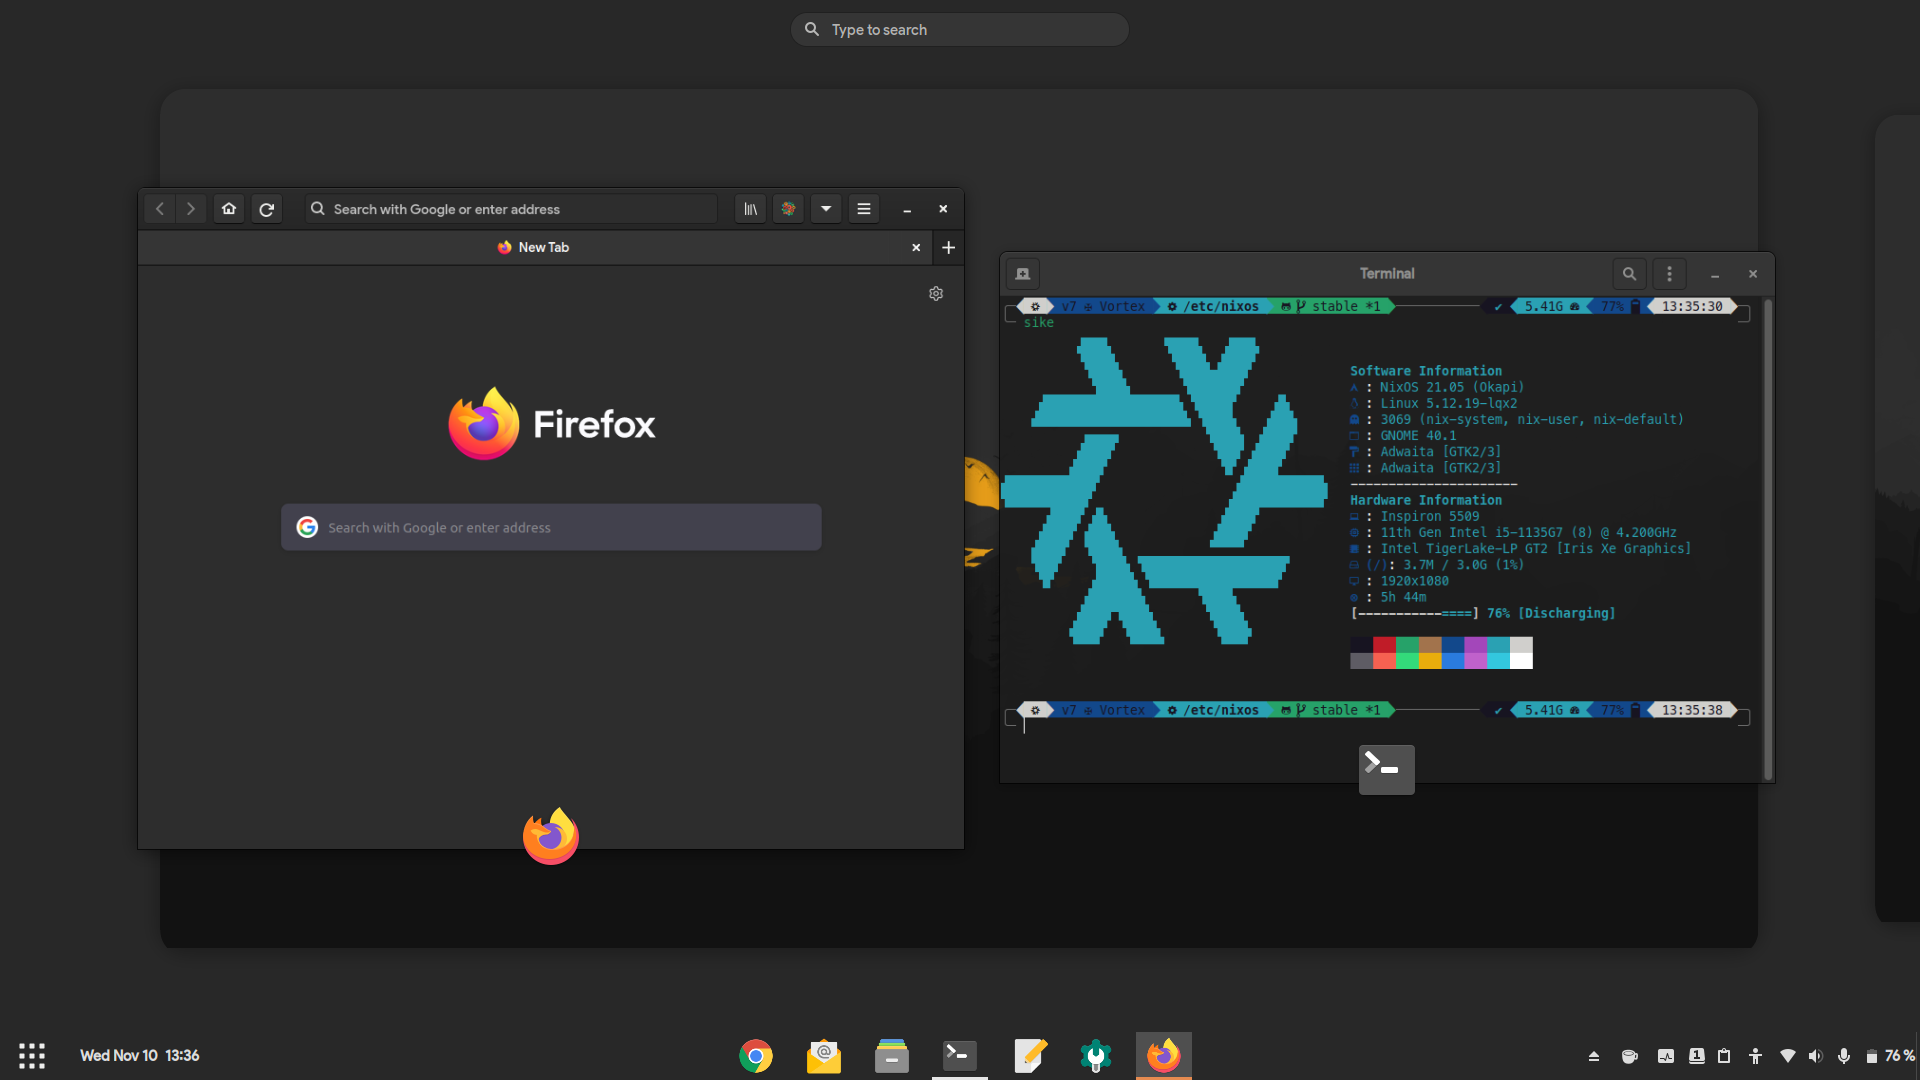 Type to search
Search with Google or enter address
New Tab
Firefox
Search with Google or enter address
Terminal
v7 Vortex /etc/nixos stable *1 ✔ 5.41G 77% 13:35:30
sike
Software Information
: NixOS 21.05 (Okapi)
: Linux 5.12.19-lqx2
: 3069 (nix-system, nix-user, nix-default)
: GNOME 40.1
: Adwaita [GTK2/3]
: Adwaita [GTK2/3]
----------------------
Hardware Information
: Inspiron 5509
: 11th Gen Intel i5-1135G7 (8) @ 4.200GHz
: Intel TigerLake-LP GT2 [Iris Xe Graphics]
(/): 3.7M / 3.0G (1%)
: 1920x1080
: 5h 44m
[-----------====] 76% [Discharging]
v7 Vortex /etc/nixos stable *1 ✔ 5.41G 77% 13:35:38
Wed Nov 10 13:36
1
76 %